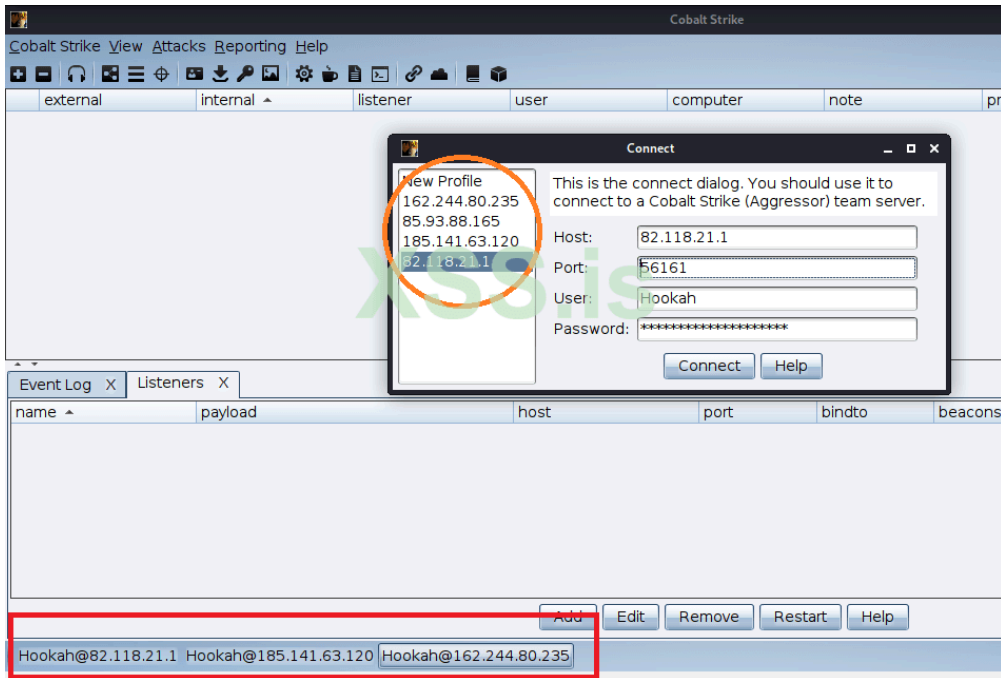 Cobalt Strike
Cobalt Strike View Attacks Reporting Help
external internal listener user computer note pr
Connect
New Profile
162.244.80.235
85.93.88.165
185.141.63.120
82.118.21.1
This is the connect dialog. You should use it to
connect to a Cobalt Strike (Aggressor) team server.
Host: 82.118.21.1
Port: 56161
User: Hookah
Password: ********************
Connect Help
XSS.is
Event Log X Listeners X
name payload host port bindto beacons
Add Edit Remove Restart Help
Hookah@82.118.21.1 Hookah@185.141.63.120 Hookah@162.244.80.235